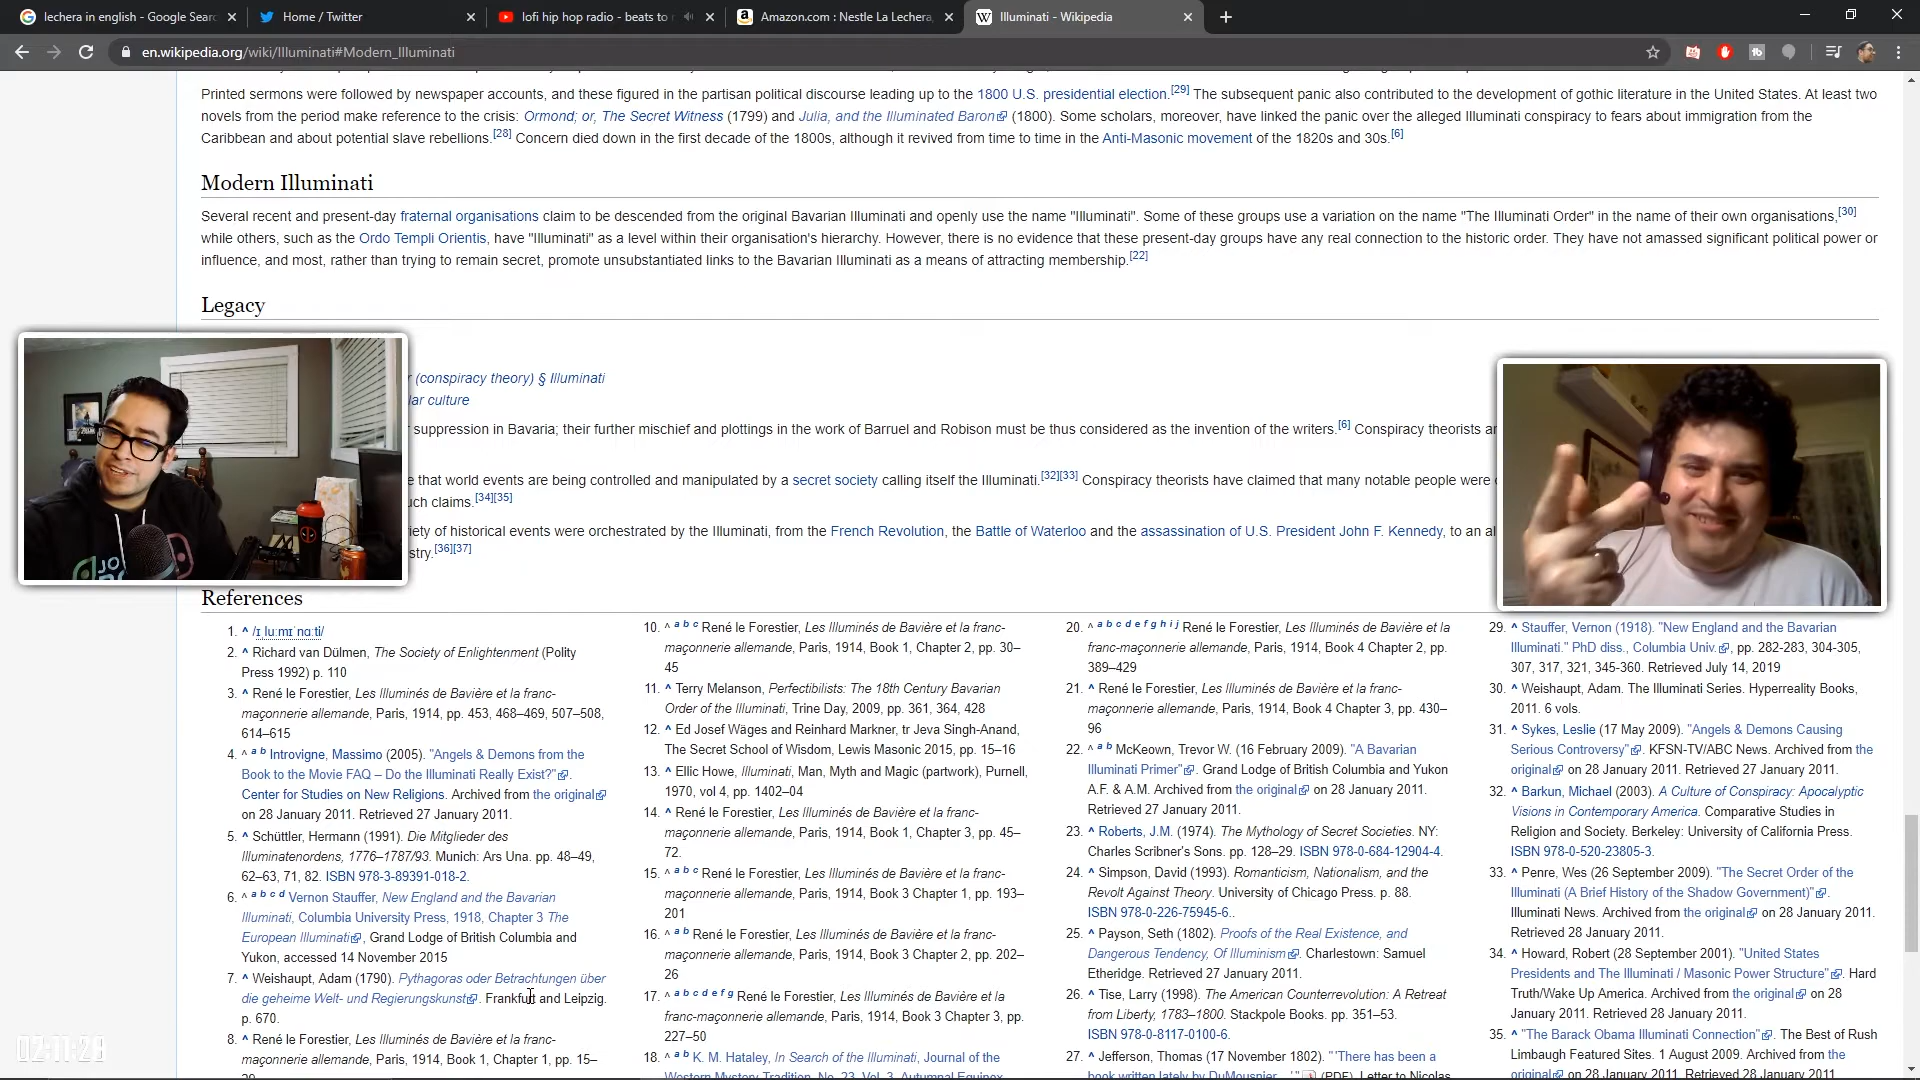 lechera in english - Google Sear
Home / Twitter
lofi hip hop radio - beats to r
Amazon.com : Nestle La Lechera,
Illuminati - Wikipedia
en.wikipedia.org/wiki/Illuminati#Modern_Illuminati
Printed sermons were followed by newspaper accounts, and these figured in the partisan political discourse leading up to the 1800 U.S. presidential election.[29] The subsequent panic also contributed to the development of gothic literature in the United States. At least two
novels from the period make reference to the crisis: Ormond; or, The Secret Witness (1799) and Julia, and the Illuminated Baron (1800). Some scholars, moreover, have linked the panic over the alleged Illuminati conspiracy to fears about immigration from the
Caribbean and about potential slave rebellions.[28] Concern died down in the first decade of the 1800s, although it revived from time to time in the Anti-Masonic movement of the 1820s and 30s.[6]
Modern Illuminati
Several recent and present-day fraternal organisations claim to be descended from the original Bavarian Illuminati and openly use the name "Illuminati". Some of these groups use a variation on the name "The Illuminati Order" in the name of their own organisations,[30]
while others, such as the Ordo Templi Orientis, have "Illuminati" as a level within their organisation's hierarchy. However, there is no evidence that these present-day groups have any real connection to the historic order. They have not amassed significant political power or
influence, and most, rather than trying to remain secret, promote unsubstantiated links to the Bavarian Illuminati as a means of attracting membership.[22]
Legacy
r (conspiracy theory) § Illuminati
lar culture
suppression in Bavaria; their further mischief and plottings in the work of Barruel and Robison must be thus considered as the invention of the writers.[6] Conspiracy theorists an
e that world events are being controlled and manipulated by a secret society calling itself the Illuminati.[32][33] Conspiracy theorists have claimed that many notable people were o
uch claims.[34][35]
iety of historical events were orchestrated by the Illuminati, from the French Revolution, the Battle of Waterloo and the assassination of U.S. President John F. Kennedy, to an al
stry.[36][37]
References
1. ^ /ɪˌluːmɪˈnɑːti/
2. ^ Richard van Dülmen, The Society of Enlightenment (Polity
Press 1992) p. 110
3. ^ René le Forestier, Les Illuminés de Bavière et la franc-
maçonnerie allemande, Paris, 1914, pp. 453, 468–469, 507–508,
614–615
4. ^ a b Introvigne, Massimo (2005). "Angels & Demons from the
Book to the Movie FAQ – Do the Illuminati Really Exist?".
Center for Studies on New Religions. Archived from the original
on 28 January 2011. Retrieved 27 January 2011.
5. ^ Schüttler, Hermann (1991). Die Mitglieder des
Illuminatenordens, 1776–1787/93. Munich: Ars Una. pp. 48–49,
62–63, 71, 82. ISBN 978-3-89391-018-2.
6. ^ a b c d Vernon Stauffer, New England and the Bavarian
Illuminati, Columbia University Press, 1918, Chapter 3 The
European Illuminati, Grand Lodge of British Columbia and
Yukon, accessed 14 November 2015
7. ^ Weishaupt, Adam (1790). Pythagoras oder Betrachtungen über
die geheime Welt- und Regierungskunst. Frankfurt and Leipzig.
p. 670.
8. ^ René le Forestier, Les Illuminés de Bavière et la franc-
maçonnerie allemande, Paris, 1914, Book 1, Chapter 1, pp. 15–
29
10. ^ a b c René le Forestier, Les Illuminés de Bavière et la franc-
maçonnerie allemande, Paris, 1914, Book 1, Chapter 2, pp. 30–
45
11. ^ Terry Melanson, Perfectibilists: The 18th Century Bavarian
Order of the Illuminati, Trine Day, 2009, pp. 361, 364, 428
12. ^ Ed Josef Wäges and Reinhard Markner, tr Jeva Singh-Anand,
The Secret School of Wisdom, Lewis Masonic 2015, pp. 15–16
13. ^ Ellic Howe, Illuminati, Man, Myth and Magic (partwork), Purnell,
1970, vol 4, pp. 1402–04
14. ^ René le Forestier, Les Illuminés de Bavière et la franc-
maçonnerie allemande, Paris, 1914, Book 1, Chapter 3, pp. 45–
72.
15. ^ a b c René le Forestier, Les Illuminés de Bavière et la franc-
maçonnerie allemande, Paris, 1914, Book 3 Chapter 1, pp. 193–
201
16. ^ a b René le Forestier, Les Illuminés de Bavière et la franc-
maçonnerie allemande, Paris, 1914, Book 3 Chapter 2, pp. 202–
26
17. ^ a b c d e f g René le Forestier, Les Illuminés de Bavière et la
franc-maçonnerie allemande, Paris, 1914, Book 3 Chapter 3, pp.
227–50
18. ^ a b K. M. Hataley, In Search of the Illuminati, Journal of the
Western Mystery Tradition, No. 23, Vol. 3. Autumnal Equinox
20. ^ a b c d e f g h i j René le Forestier, Les Illuminés de Bavière et la
franc-maçonnerie allemande, Paris, 1914, Book 4 Chapter 2, pp.
389–429
21. ^ René le Forestier, Les Illuminés de Bavière et la franc-
maçonnerie allemande, Paris, 1914, Book 4 Chapter 3, pp. 430–
96
22. ^ a b McKeown, Trevor W. (16 February 2009). "A Bavarian
Illuminati Primer". Grand Lodge of British Columbia and Yukon
A.F. & A.M. Archived from the original on 28 January 2011.
Retrieved 27 January 2011.
23. ^ Roberts, J.M. (1974). The Mythology of Secret Societies. NY:
Charles Scribner's Sons. pp. 128–29. ISBN 978-0-684-12904-4.
24. ^ Simpson, David (1993). Romanticism, Nationalism, and the
Revolt Against Theory. University of Chicago Press. p. 88.
ISBN 978-0-226-75945-6..
25. ^ Payson, Seth (1802). Proofs of the Real Existence, and
Dangerous Tendency, Of Illuminism. Charlestown: Samuel
Etheridge. Retrieved 27 January 2011.
26. ^ Tise, Larry (1998). The American Counterrevolution: A Retreat
from Liberty, 1783–1800. Stackpole Books. pp. 351–53.
ISBN 978-0-8117-0100-6.
27. ^ Jefferson, Thomas (17 November 1802). "'There has been a
book written lately by DuMousnier ...'" (PDF). Letter to Nicolas
29. ^ Stauffer, Vernon (1918). "New England and the Bavarian
Illuminati." PhD diss., Columbia Univ., pp. 282-283, 304-305,
307, 317, 321, 345-360. Retrieved July 14, 2019
30. ^ Weishaupt, Adam. The Illuminati Series. Hyperreality Books,
2011. 6 vols.
31. ^ Sykes, Leslie (17 May 2009). "Angels & Demons Causing
Serious Controversy". KFSN-TV/ABC News. Archived from the
original on 28 January 2011. Retrieved 27 January 2011.
32. ^ Barkun, Michael (2003). A Culture of Conspiracy: Apocalyptic
Visions in Contemporary America. Comparative Studies in
Religion and Society. Berkeley: University of California Press.
ISBN 978-0-520-23805-3.
33. ^ Penre, Wes (26 September 2009). "The Secret Order of the
Illuminati (A Brief History of the Shadow Government)".
Illuminati News. Archived from the original on 28 January 2011.
Retrieved 28 January 2011.
34. ^ Howard, Robert (28 September 2001). "United States
Presidents and The Illuminati / Masonic Power Structure". Hard
Truth/Wake Up America. Archived from the original on 28
January 2011. Retrieved 28 January 2011.
35. ^ "The Barack Obama Illuminati Connection". The Best of Rush
Limbaugh Featured Sites. 1 August 2009. Archived from the
original on 28 January 2011. Retrieved 28 January 2011.
02:11:28